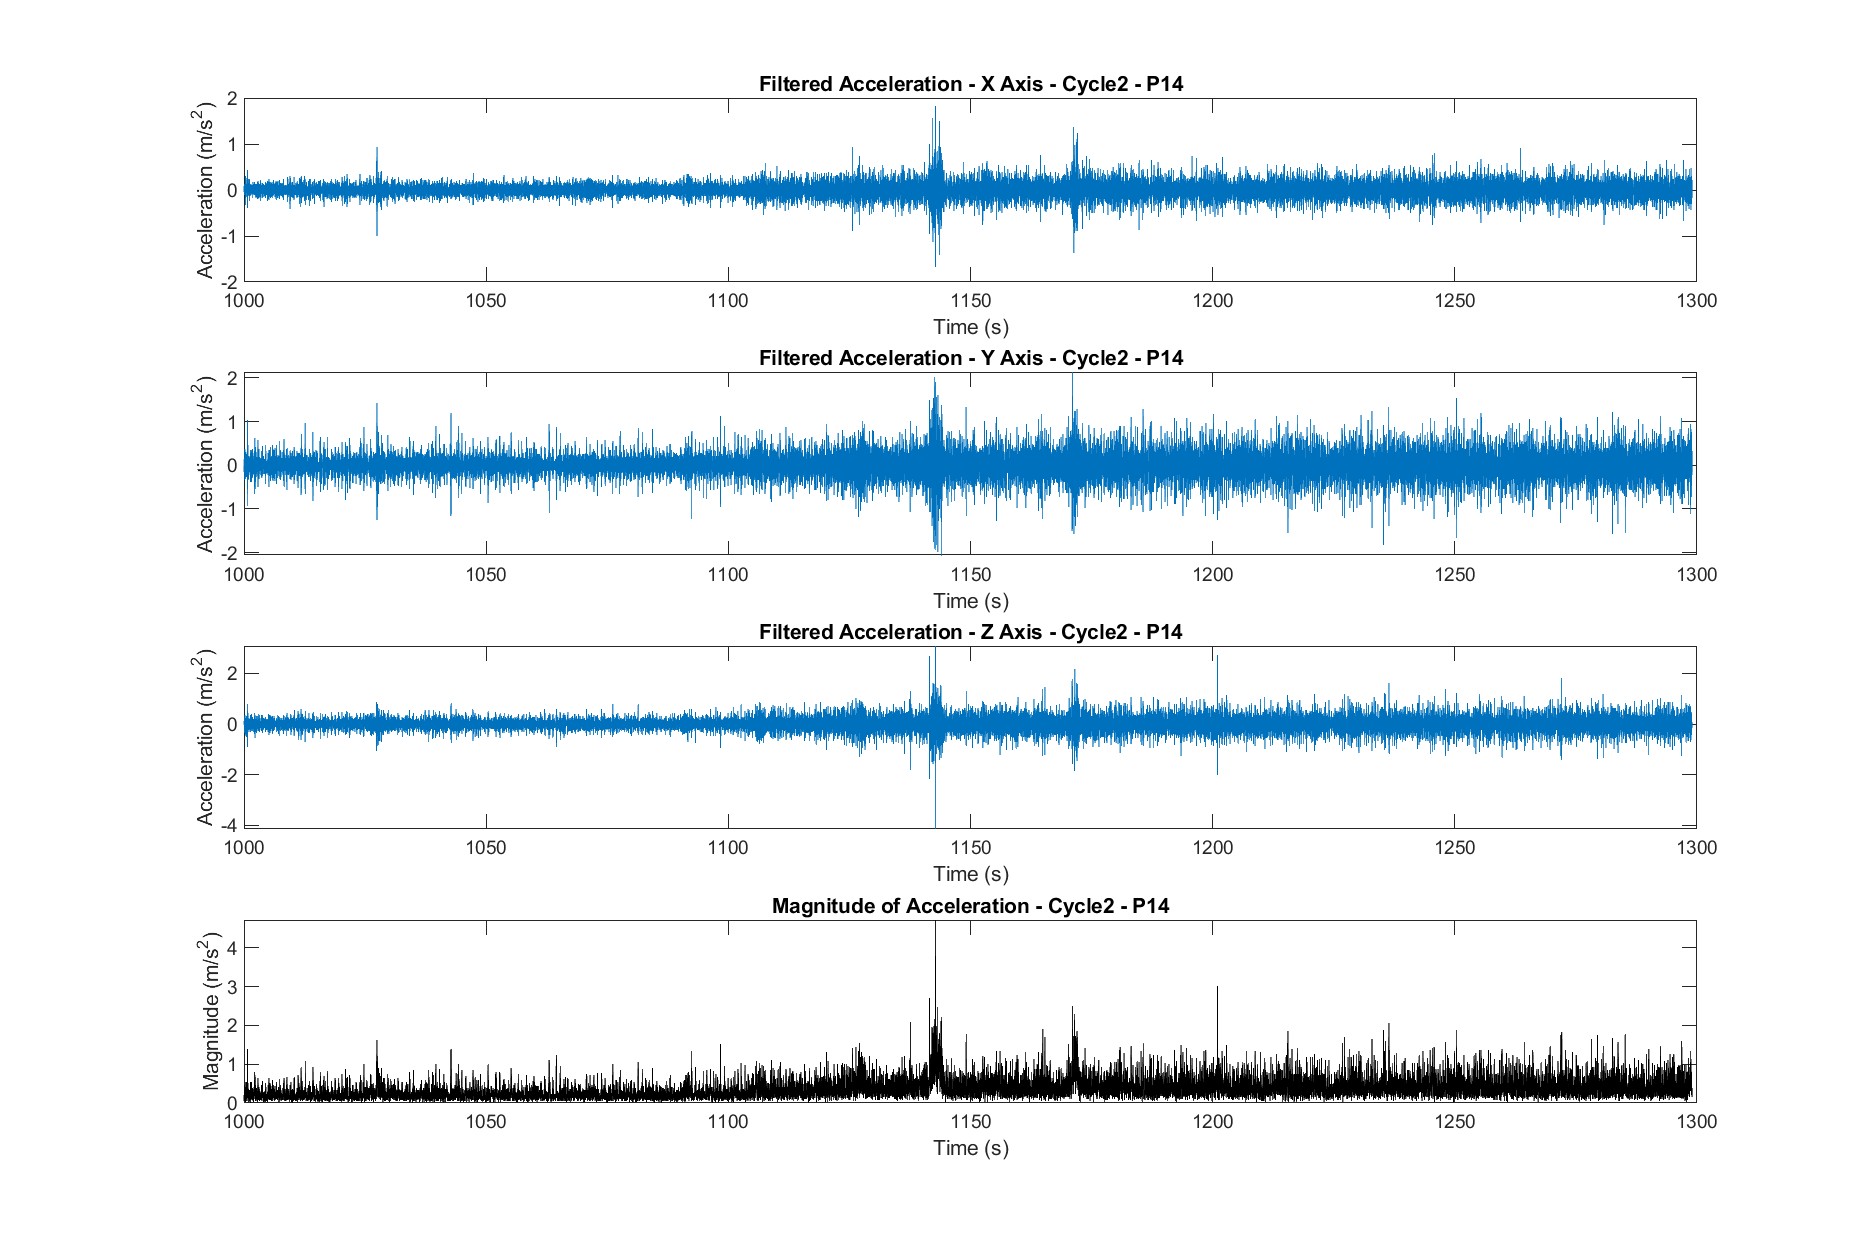 Filtered Acceleration - X Axis - Cycle2 - P14
Acceleration (m/s²)
2
1
0
-1
-2
1000 1050 1100 1150 1200 1250 1300
Time (s)
Filtered Acceleration - Y Axis - Cycle2 - P14
Acceleration (m/s²)
2
1
0
-1
-2
1000 1050 1100 1150 1200 1250 1300
Time (s)
Filtered Acceleration - Z Axis - Cycle2 - P14
Acceleration (m/s²)
2
0
-2
-4
1000 1050 1100 1150 1200 1250 1300
Time (s)
Magnitude of Acceleration - Cycle2 - P14
Magnitude (m/s²)
4
3
2
1
0
1000 1050 1100 1150 1200 1250 1300
Time (s)